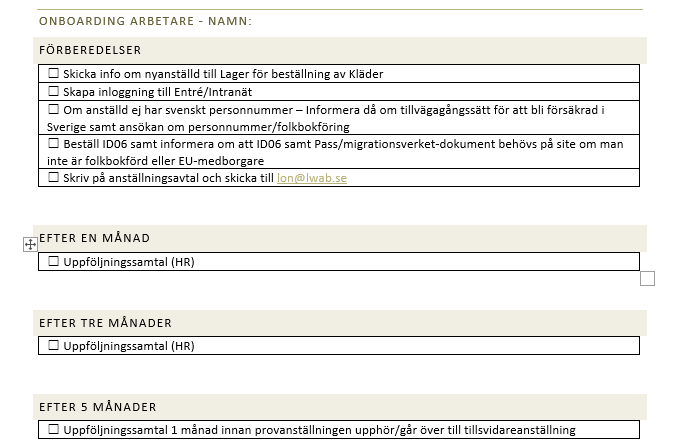 ONBOARDING ARBETARE - NAMN:
FÖRBEREDELSER
☐ Skicka info om nyanställd till Lager för beställning av Kläder
☐ Skapa inloggning till Entré/Intranät
☐ Om anställd ej har svenskt personnummer – Informera då om tillvägagångssätt för att bli försäkrad i
Sverige samt ansökan om personnummer/folkbokföring
☐ Beställ ID06 samt informera om att ID06 samt Pass/migrationsverket-dokument behövs på site om man
inte är folkbokförd eller EU-medborgare
☐ Skriv på anställningsavtal och skicka till lon@lwab.se
EFTER EN MÅNAD
☐ Uppföljningssamtal (HR)
EFTER TRE MÅNADER
☐ Uppföljningssamtal (HR)
EFTER 5 MÅNADER
☐ Uppföljningssamtal 1 månad innan provanställningen upphör/går över till tillsvidareanställning